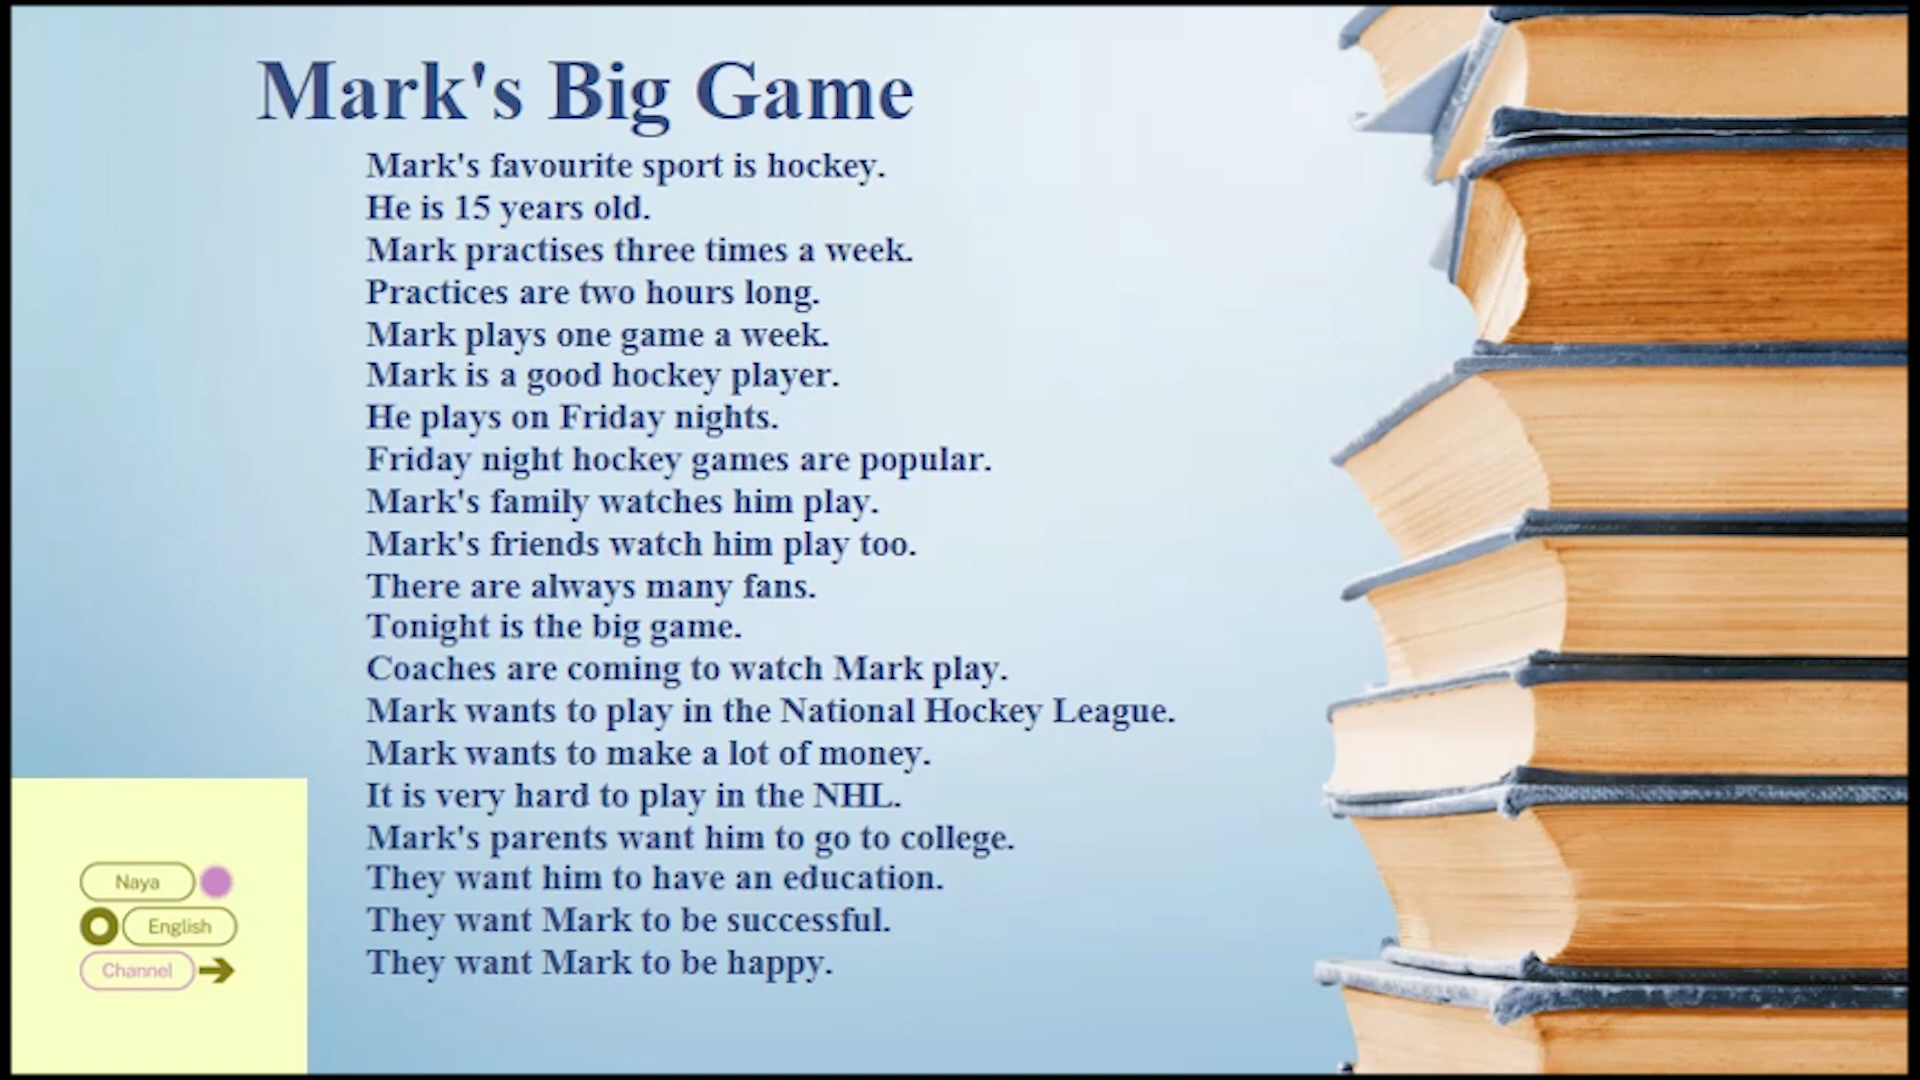 Mark's Big Game
Mark's favourite sport is hockey.
He is 15 years old.
Mark practises three times a week.
Practices are two hours long.
Mark plays one game a week.
Mark is a good hockey player.
He plays on Friday nights.
Friday night hockey games are popular.
Mark's family watches him play.
Mark's friends watch him play too.
There are always many fans.
Tonight is the big game.
Coaches are coming to watch Mark play.
Mark wants to play in the National Hockey League.
Mark wants to make a lot of money.
It is very hard to play in the NHL.
Mark's parents want him to go to college.
They want him to have an education.
They want Mark to be successful.
They want Mark to be happy.
Naya
English
Channel